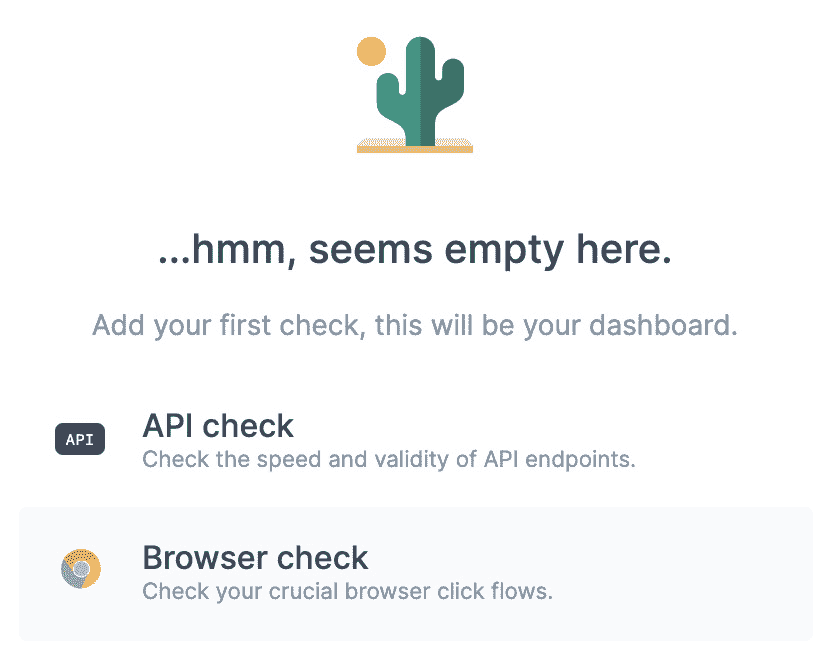 ...hmm, seems empty here.
Add your first check, this will be your dashboard.
API
API check
Check the speed and validity of API endpoints.
Browser check
Check your crucial browser click flows.